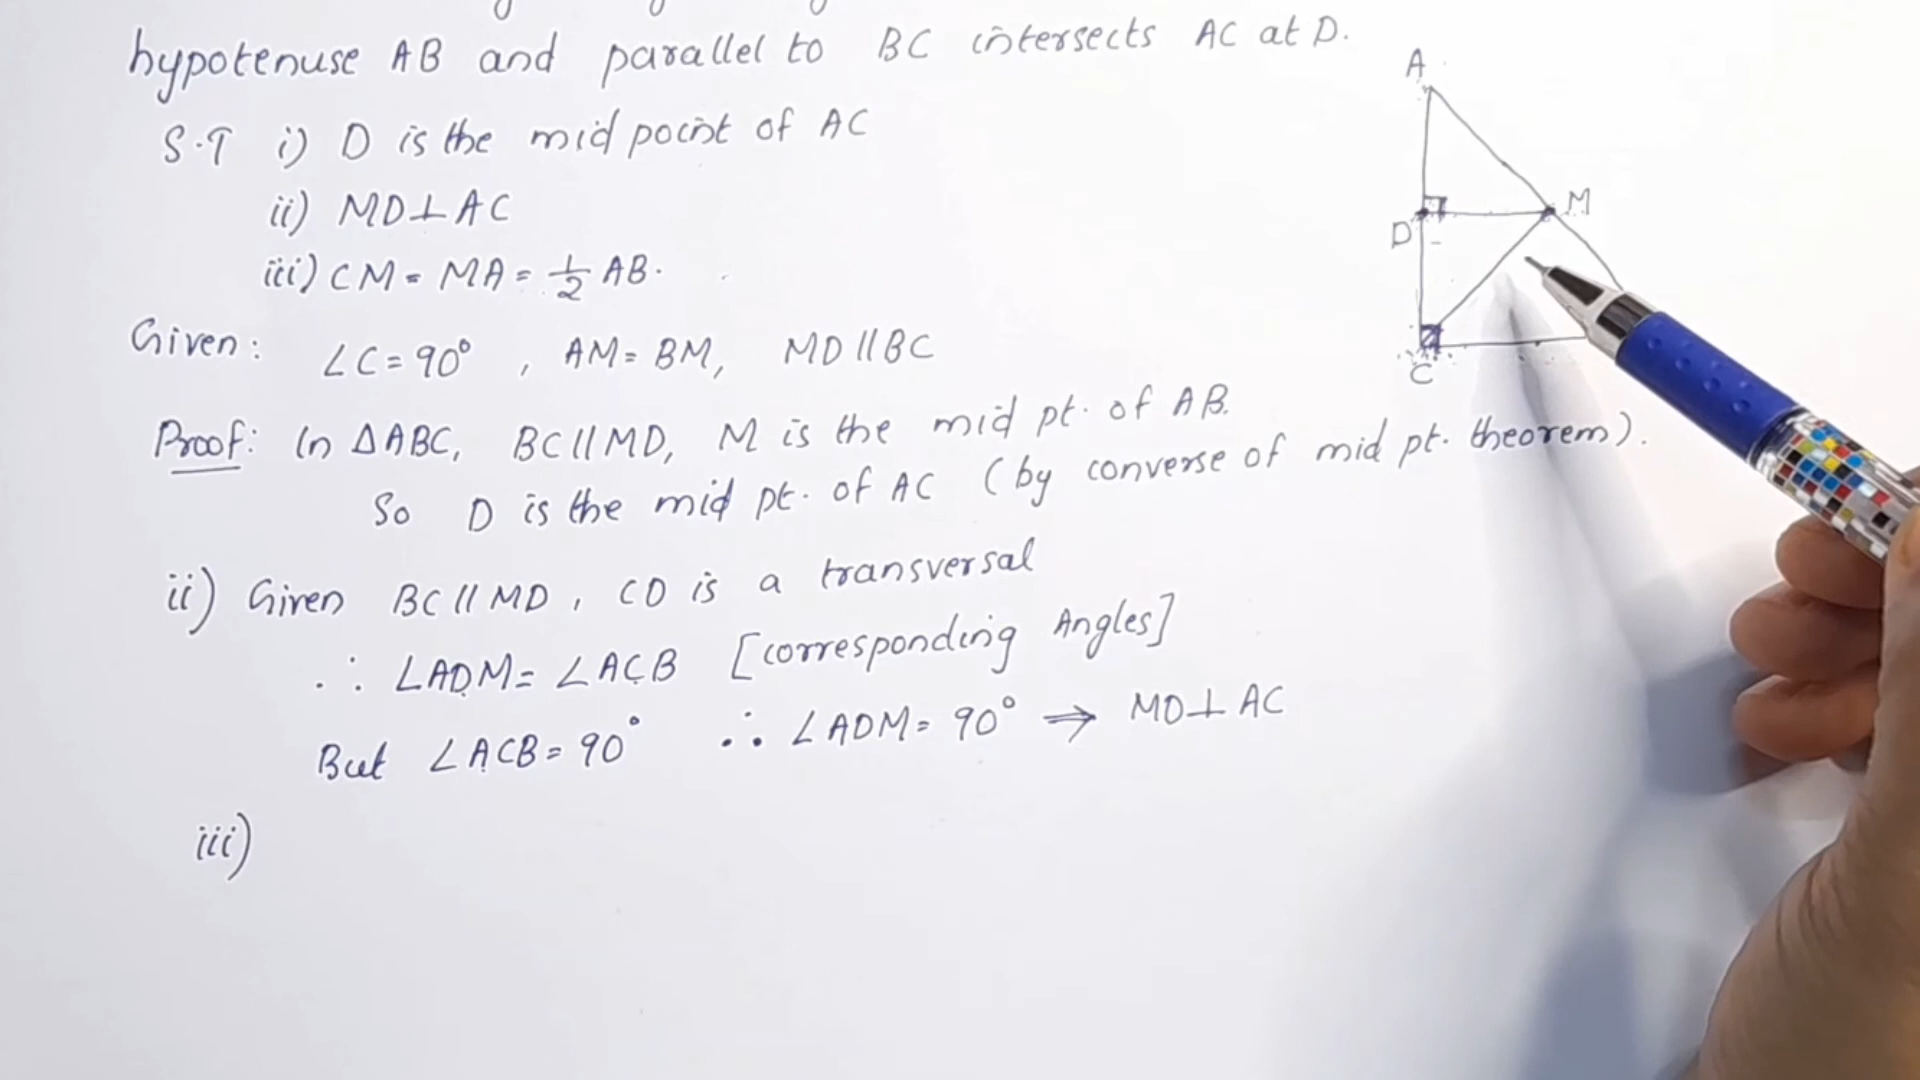 hypotenuse AB and parallel to BC intersects AC at D.
S.T i) D is the mid point of AC
ii) MD⊥AC
iii) CM = MA = 1/2 AB.
Given: ∠C = 90°, AM = BM, MD||BC
Proof: In ΔABC, BC||MD, M is the mid pt. of AB.
So D is the mid pt. of AC (by converse of mid pt. theorem).
ii) Given BC||MD, CD is a transversal
∴ ∠ADM = ∠ACB [corresponding Angles]
But ∠ACB = 90° ∴ ∠ADM = 90° ⇒ MD⊥AC
iii)
A
M
D
C